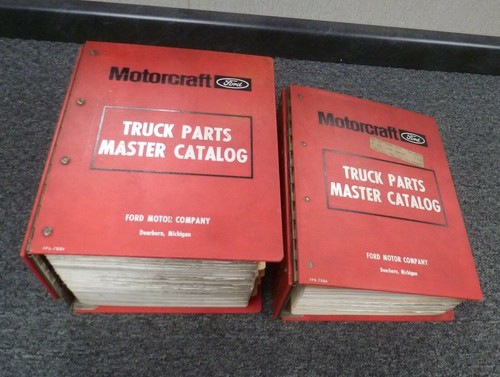 Motorcraft Ford
TRUCK PARTS
MASTER CATALOG
FORD MOTOR COMPANY
Dearborn, Michigan
Motorcraft Ford
TRUCK PARTS
MASTER CATALOG
FORD MOTOR COMPANY
Dearborn, Michigan